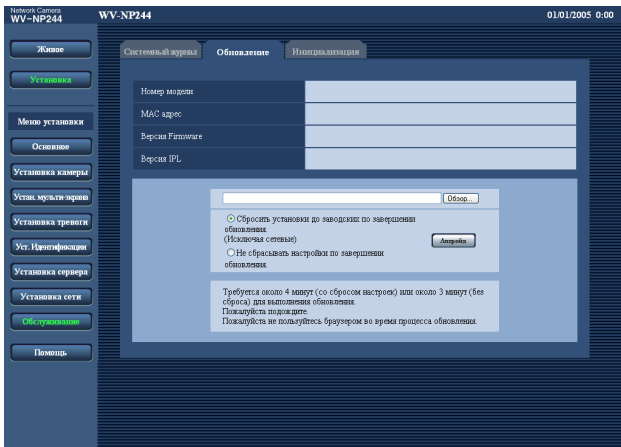 Network Camera
WV-NP244
WV-NP244
01/01/2005 0:00
Живое
Установка
Меню установки
Основное
Установка камеры
Устан. мульти-экрана
Установка тревоги
Уст. Идентификации
Установка сервера
Установка сети
Обслуживание
Помощь
Системный журнал
Обновление
Инициализация
Номер модели
MAC адрес
Версия Firmware
Версия IPL
Обзор...
Сбросить установки до заводских по завершении
обновления.
(Исключая сетевые)
Апгрейд
Не сбрасывать настройки по завершении
обновления.
Требуется около 4 минут (со сбросом настроек) или около 3 минут (без
сброса) для выполнения обновления.
Пожалуйста подождите.
Пожалуйста не пользуйтесь браузером во время процесса обновления.